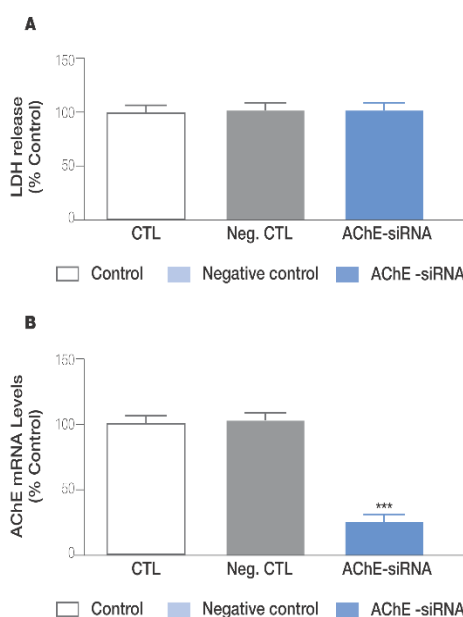 A
LDH release
(% Control)
150
100
50
0
CTL Neg. CTL AChE-siRNA
Control Negative control AChE -siRNA
B
AChE mRNA Levels
(% Control)
150
100
50
0
***
CTL Neg. CTL AChE-siRNA
Control Negative control AChE -siRNA